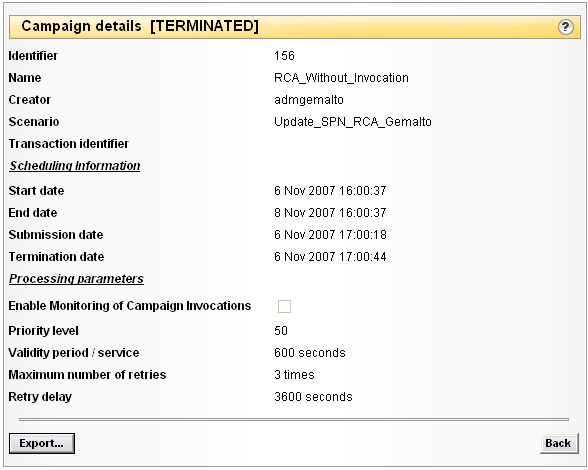 Campaign details [TERMINATED]
?
Identifier 156
Name RCA_Without_Invocation
Creator admgemalto
Scenario Update_SPN_RCA_Gemalto
Transaction identifier
Scheduling Information
Start date 6 Nov 2007 16:00:37
End date 8 Nov 2007 16:00:37
Submission date 6 Nov 2007 17:00:18
Termination date 6 Nov 2007 17:00:44
Processing parameters
Enable Monitoring of Campaign Invocations
Priority level 50
Validity period / service 600 seconds
Maximum number of retries 3 times
Retry delay 3600 seconds
Export... Back